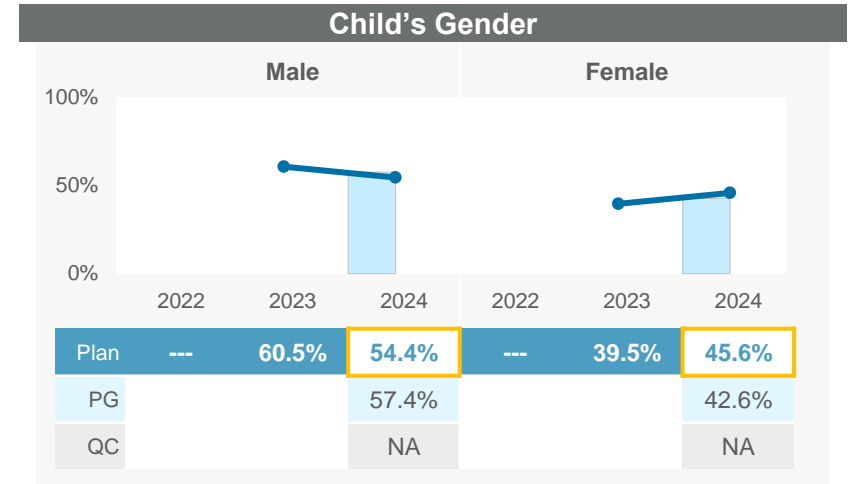 Child's Gender
Male Female
100%
50%
0%
2022 2023 2024 2022 2023 2024
Plan --- 60.5% 54.4% --- 39.5% 45.6%
PG 57.4% 42.6%
QC NA NA